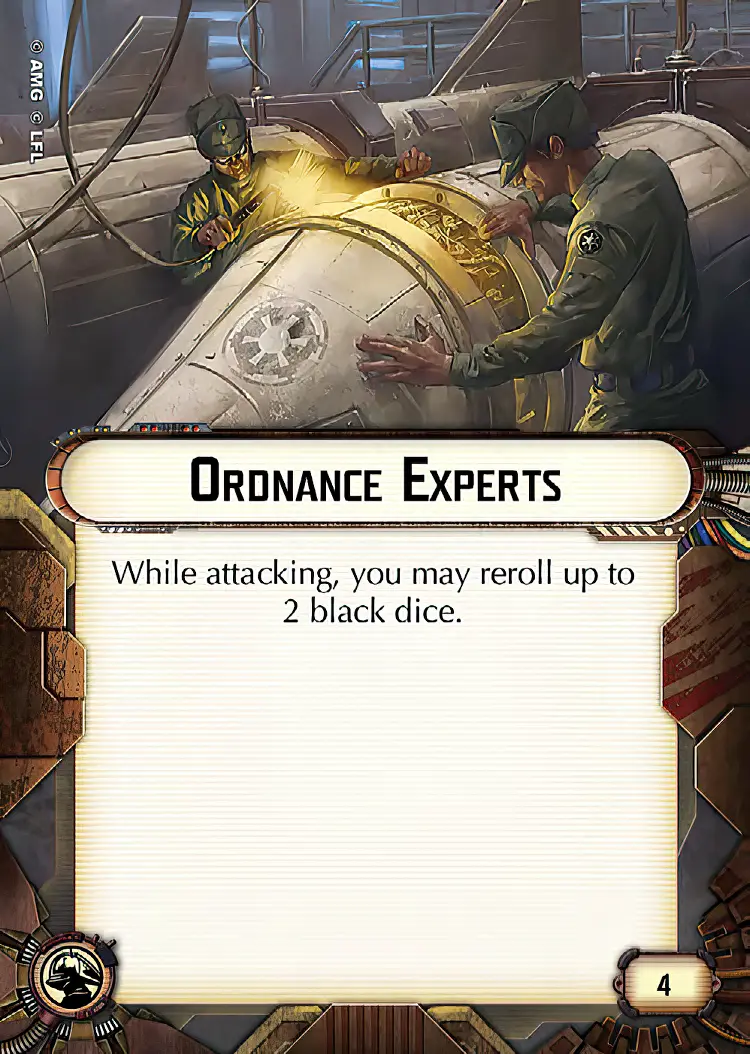 © AMG © LFL
Ordnance Experts
While attacking, you may reroll up to
2 black dice.
4